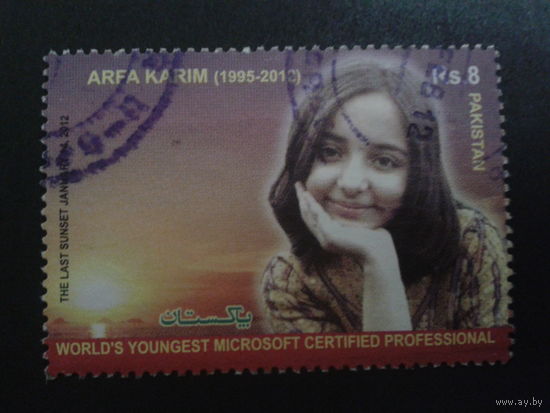 ARFA KARIM (1995-2012)
Rs.8
PAKISTAN
THE LAST SUNSET JANUARY 2012
پاکستان
WORLD'S YOUNGEST MICROSOFT CERTIFIED PROFESSIONAL
www.ay.by